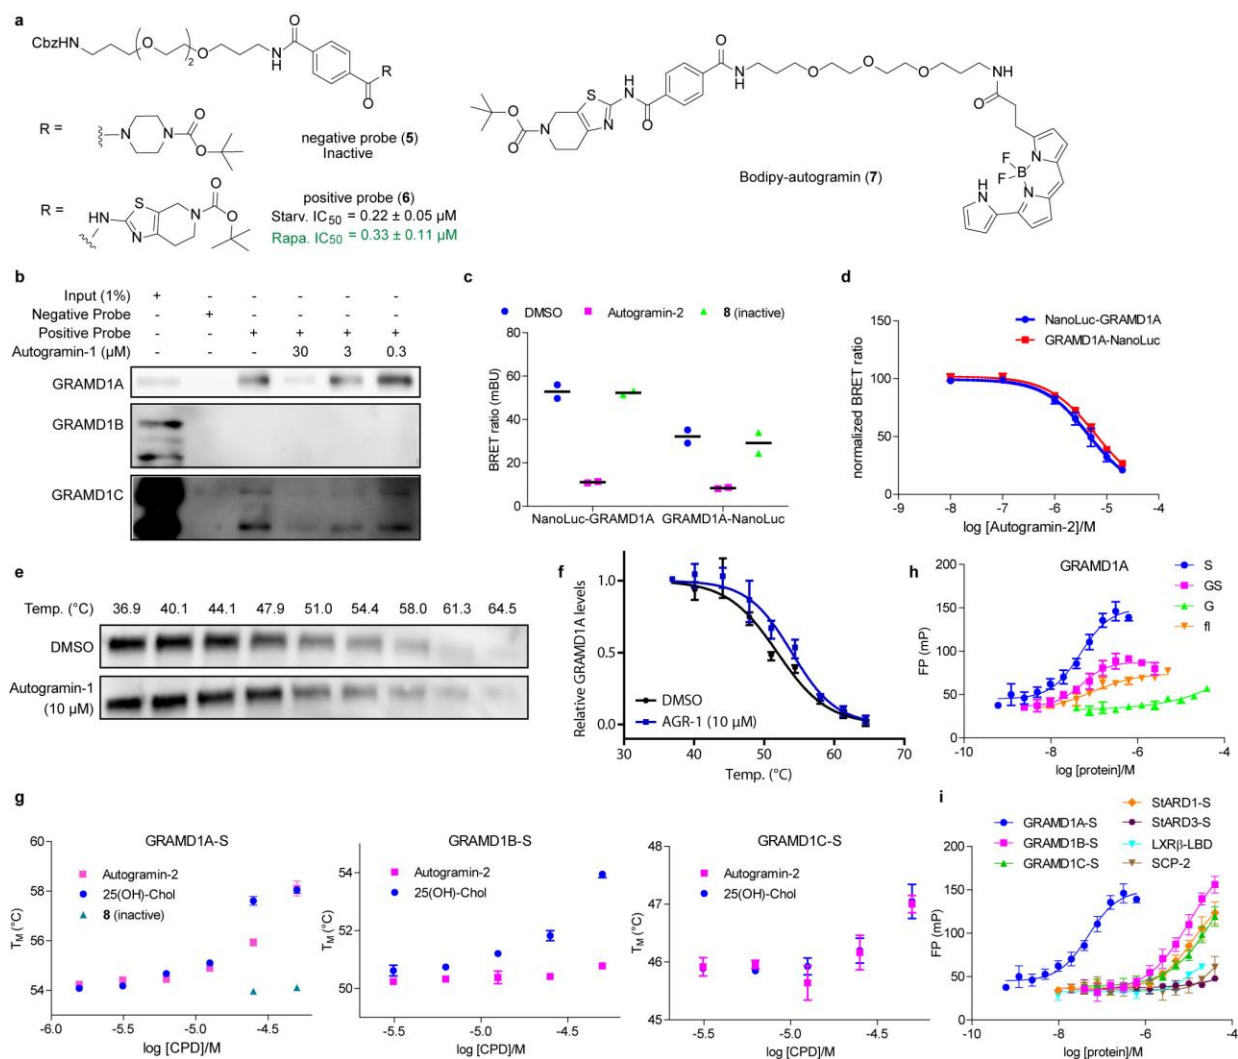 a
CbzHN
O
2
O
N
H
O
R
O
R =
N
N
O
O
negative probe (5)
Inactive
R =
HN
S
N
N
O
O
positive probe (6)
Starv. IC50 = 0.22 ± 0.05 µM
Rapa. IC50 = 0.33 ± 0.11 µM
O
O
N
S
N
H
N
O
O
N
H
O
O
O
H
N
O
F
F
B
N
N
H
N
Bodipy-autogramin (7)
b
Input (1%) + - - - - -
Negative Probe - + - - - -
Positive Probe - - + + + +
Autogramin-1 (µM) - - - 30 3 0.3
GRAMD1A
GRAMD1B
GRAMD1C
c
DMSO Autogramin-2 8 (inactive)
BRET ratio (mBU)
80
60
40
20
0
NanoLuc-GRAMD1A GRAMD1A-NanoLuc
d
NanoLuc-GRAMD1A
GRAMD1A-NanoLuc
normalized BRET ratio
150
100
50
0
-9 -8 -7 -6 -5 -4
log [Autogramin-2]/M
e
Temp. (°C) 36.9 40.1 44.1 47.9 51.0 54.4 58.0 61.3 64.5
DMSO
Autogramin-1
(10 µM)
f
Relative GRAMD1A levels
1.0
0.5
0.0
DMSO
AGR-1 (10 µM)
30 40 50 60 70
Temp. (°C)
h
GRAMD1A
S
GS
G
fl
FP (mP)
200
150
100
50
0
-10 -8 -6 -4
log [protein]/M
g
GRAMD1A-S
Autogramin-2
25(OH)-Chol
8 (inactive)
TM (°C)
60
58
56
54
-6.0 -5.5 -5.0 -4.5
log [CPD]/M
GRAMD1B-S
Autogramin-2
25(OH)-Chol
TM (°C)
54
52
50
-5.5 -5.0 -4.5
log [CPD]/M
GRAMD1C-S
Autogramin-2
25(OH)-Chol
TM (°C)
48
47
46
45
-5.5 -5.0 -4.5
log [CPD]/M
i
GRAMD1A-S
GRAMD1B-S
GRAMD1C-S
StARD1-S
StARD3-S
LXRβ-LBD
SCP-2
FP (mP)
200
150
100
50
0
-10 -8 -6 -4
log [protein]/M